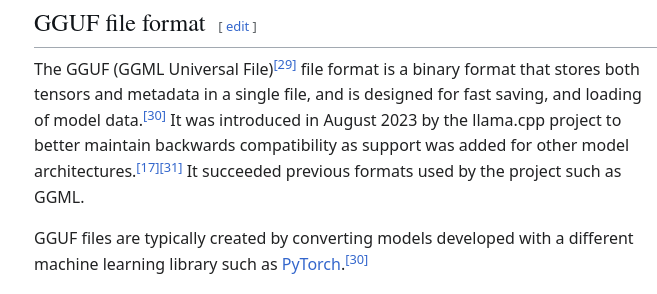 GGUF file format [ edit ]
The GGUF (GGML Universal File)[29] file format is a binary format that stores both
tensors and metadata in a single file, and is designed for fast saving, and loading
of model data.[30] It was introduced in August 2023 by the llama.cpp project to
better maintain backwards compatibility as support was added for other model
architectures.[17][31] It succeeded previous formats used by the project such as
GGML.
GGUF files are typically created by converting models developed with a different
machine learning library such as PyTorch.[30]